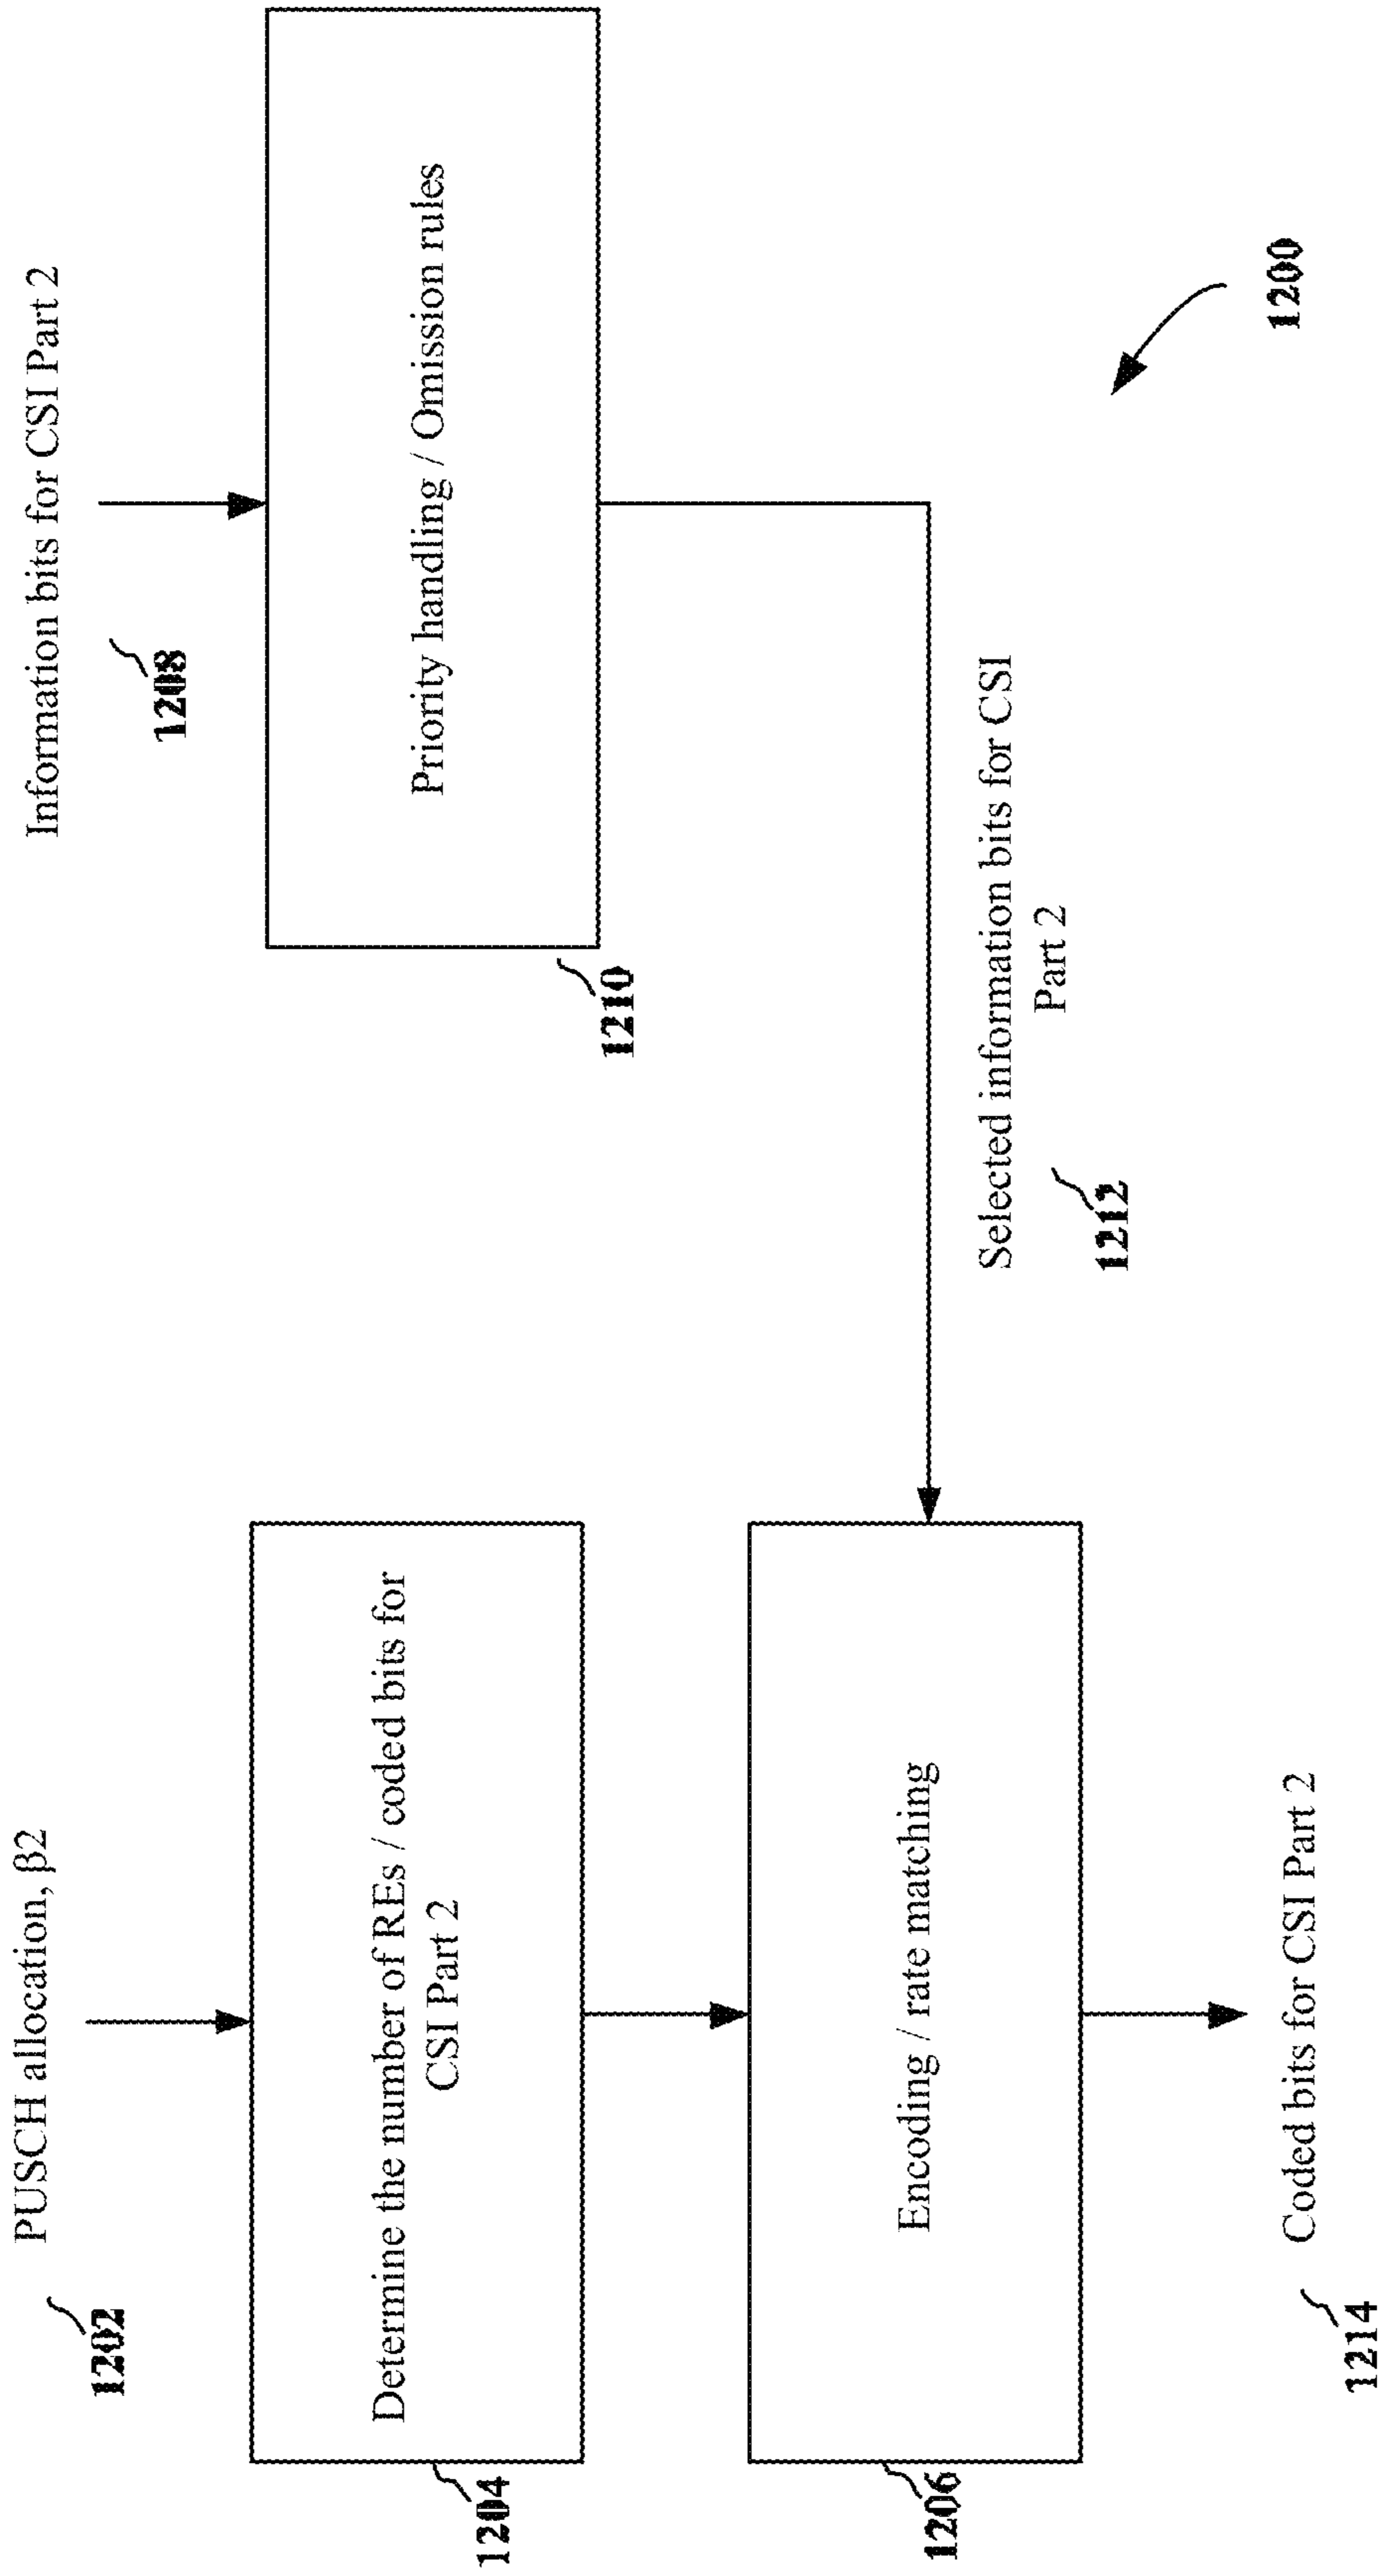 PUSCH allocation, β2
1202
Determine the number of REs / coded bits for
CSI Part 2
1204
Encoding / rate matching
1206
Coded bits for CSI Part 2
1214
Information bits for CSI Part 2
1208
Priority handling / Omission rules
1210
Selected information bits for CSI
Part 2
1212
1200